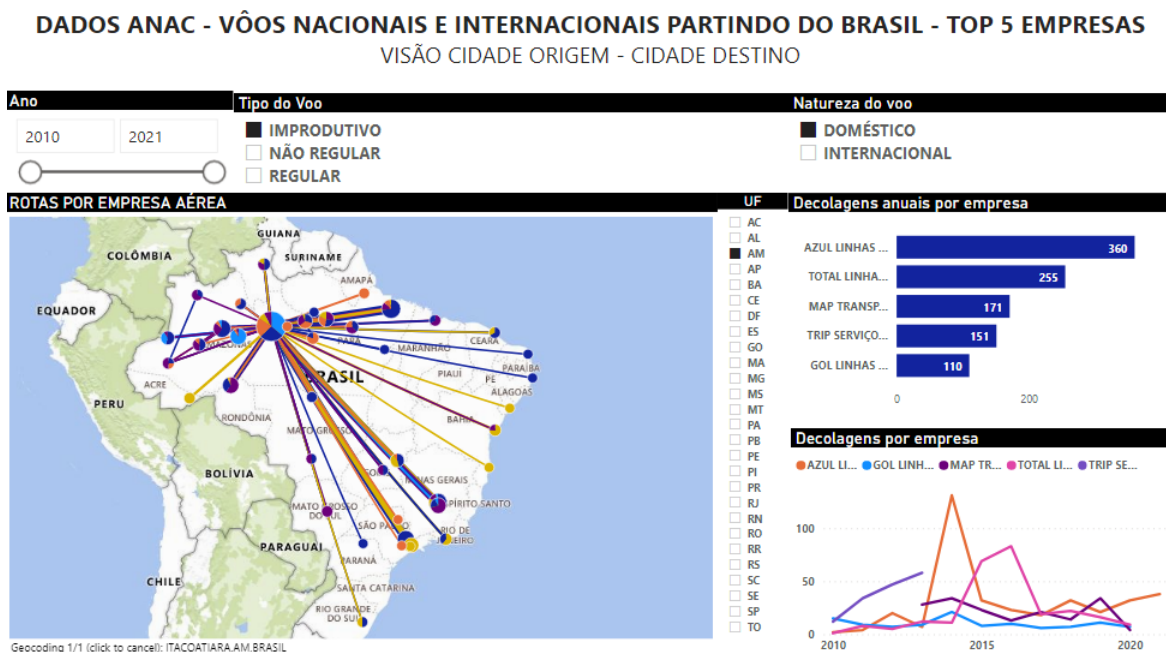 DADOS ANAC - VÔOS NACIONAIS E INTERNACIONAIS PARTINDO DO BRASIL - TOP 5 EMPRESAS
VISÃO CIDADE ORIGEM - CIDADE DESTINO
Ano
2010
2021
Tipo do Voo
IMPRODUTIVO
NÃO REGULAR
REGULAR
Natureza do voo
DOMÉSTICO
INTERNACIONAL
ROTAS POR EMPRESA AÉREA
GUIANA
COLÔMBIA
SURINAME
AMAPÁ
EQUADOR
AMAZONAS
PARÁ
MARANHÃO
CEARÁ
PARAÍBA
PIAUÍ
PE
ALAGOAS
ACRE
BRASIL
PERU
RONDÔNIA
BAHIA
MATO GROSSO
GOIÁS
BOLÍVIA
MINAS GERAIS
MATO GROSSO
DO SUL
ESPÍRITO SANTO
SÃO PAULO
RIO DE
JANEIRO
PARAGUAI
PARANÁ
CHILE
SANTA CATARINA
RIO GRANDE
DO SUL
Geocoding 1/1 (click to cancel): ITACOATIARA,AM,BRASIL
UF
AC
AL
AM
AP
BA
CE
DF
ES
GO
MA
MG
MS
MT
PA
PB
PE
PI
PR
RJ
RN
RO
RR
RS
SC
SE
SP
TO
Decolagens anuais por empresa
AZUL LINHAS ... 360
TOTAL LINHA... 255
MAP TRANSP... 171
TRIP SERVIÇO... 151
GOL LINHAS ... 110
0 200
Decolagens por empresa
AZUL LI... GOL LINH... MAP TR... TOTAL LI... TRIP SE...
100
50
0
2010 2015 2020